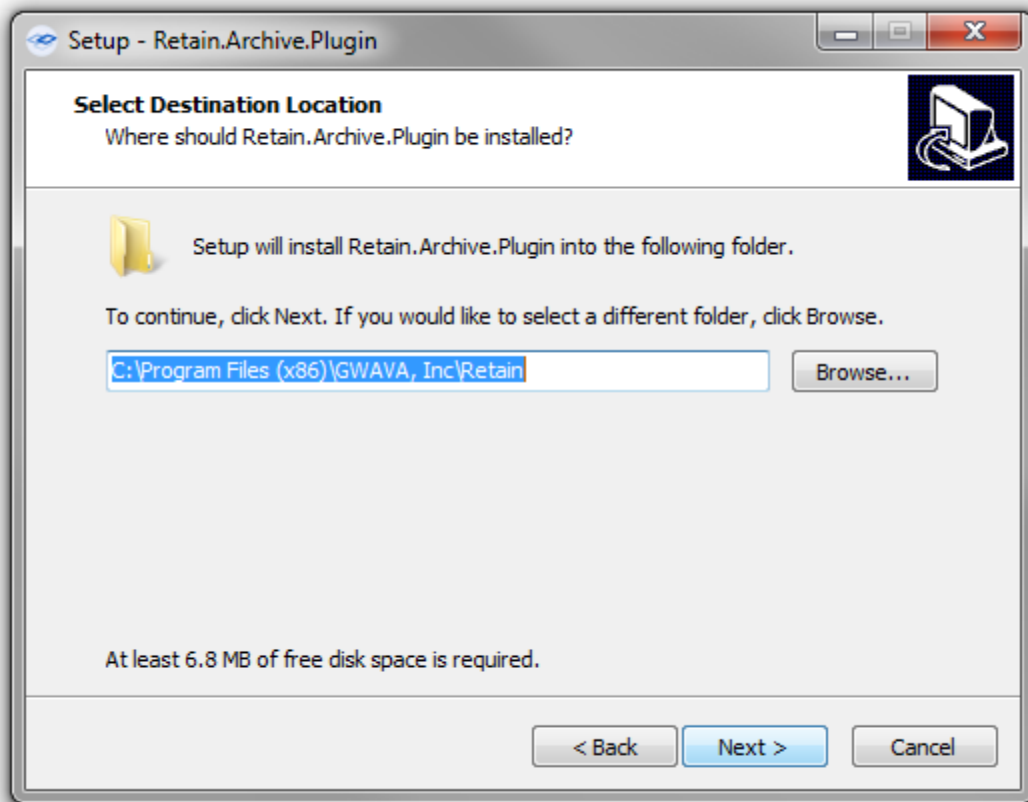 Setup - Retain.Archive.Plugin
Select Destination Location
Where should Retain.Archive.Plugin be installed?
Setup will install Retain.Archive.Plugin into the following folder.
To continue, click Next. If you would like to select a different folder, click Browse.
C:\Program Files (x86)\GWAVA, Inc\Retain
Browse...
At least 6.8 MB of free disk space is required.
< Back
Next >
Cancel